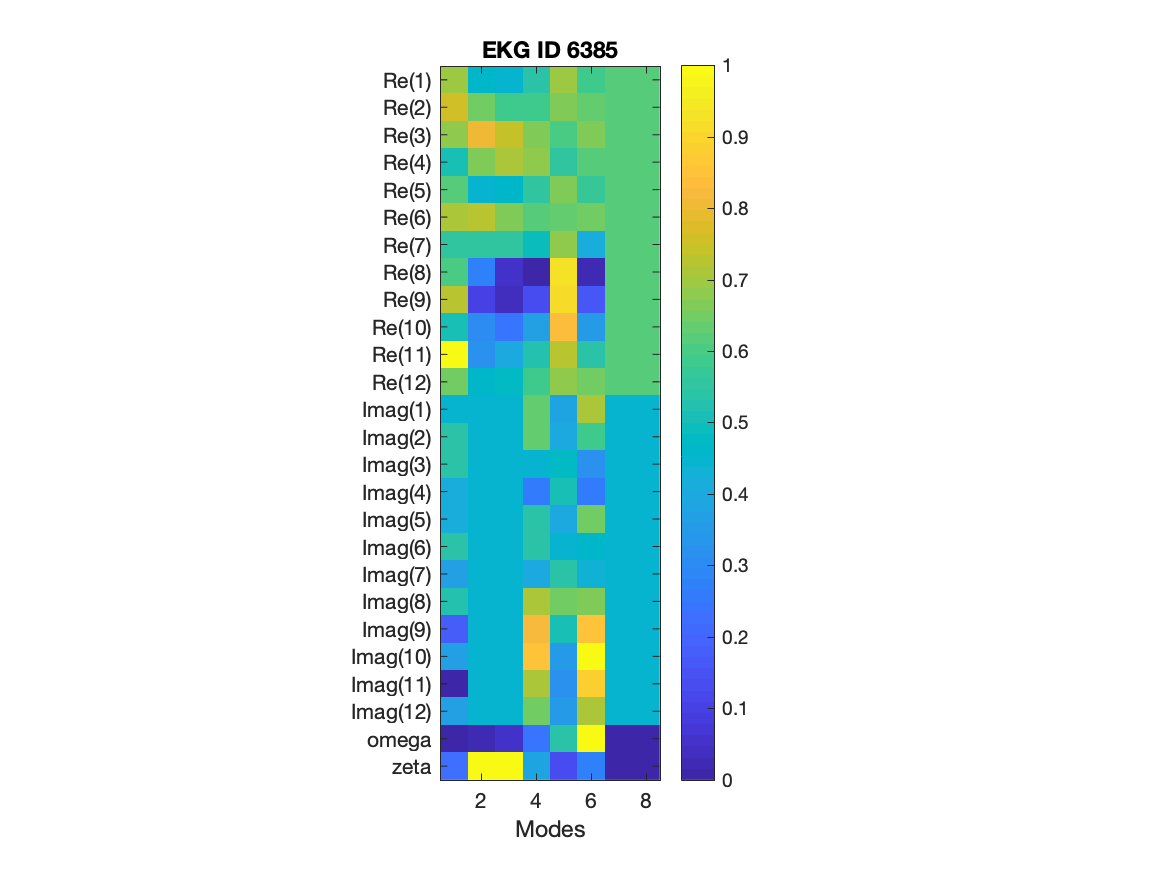 EKG ID 6385
Re(1)
Re(2)
Re(3)
Re(4)
Re(5)
Re(6)
Re(7)
Re(8)
Re(9)
Re(10)
Re(11)
Re(12)
Imag(1)
Imag(2)
Imag(3)
Imag(4)
Imag(5)
Imag(6)
Imag(7)
Imag(8)
Imag(9)
Imag(10)
Imag(11)
Imag(12)
omega
zeta
2 4 6 8
Modes
1
0.9
0.8
0.7
0.6
0.5
0.4
0.3
0.2
0.1
0